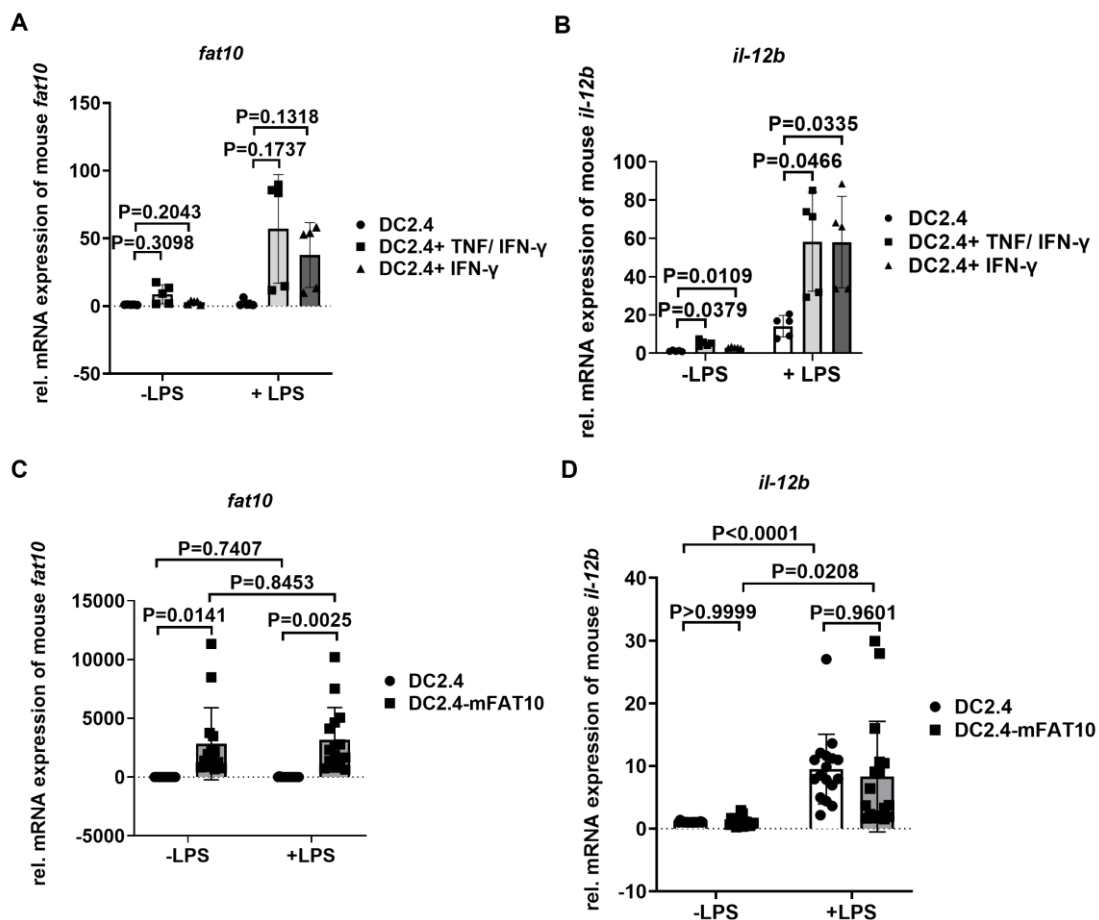 A
fat10
rel. mRNA expression of mouse fat10
150
100
50
0
-50
P=0.1318
P=0.1737
P=0.2043
P=0.3098
-LPS
+ LPS
DC2.4
DC2.4+ TNF/ IFN-γ
DC2.4+ IFN-γ
B
il-12b
rel. mRNA expression of mouse il-12b
100
80
60
40
20
0
P=0.0335
P=0.0466
P=0.0109
P=0.0379
-LPS
+ LPS
DC2.4
DC2.4+ TNF/ IFN-γ
DC2.4+ IFN-γ
C
fat10
rel. mRNA expression of mouse fat10
15000
10000
5000
0
-5000
P=0.7407
P=0.8453
P=0.0141
P=0.0025
-LPS
+LPS
DC2.4
DC2.4-mFAT10
D
il-12b
rel. mRNA expression of mouse il-12b
40
30
20
10
0
-10
P<0.0001
P=0.0208
P>0.9999
P=0.9601
-LPS
+LPS
DC2.4
DC2.4-mFAT10